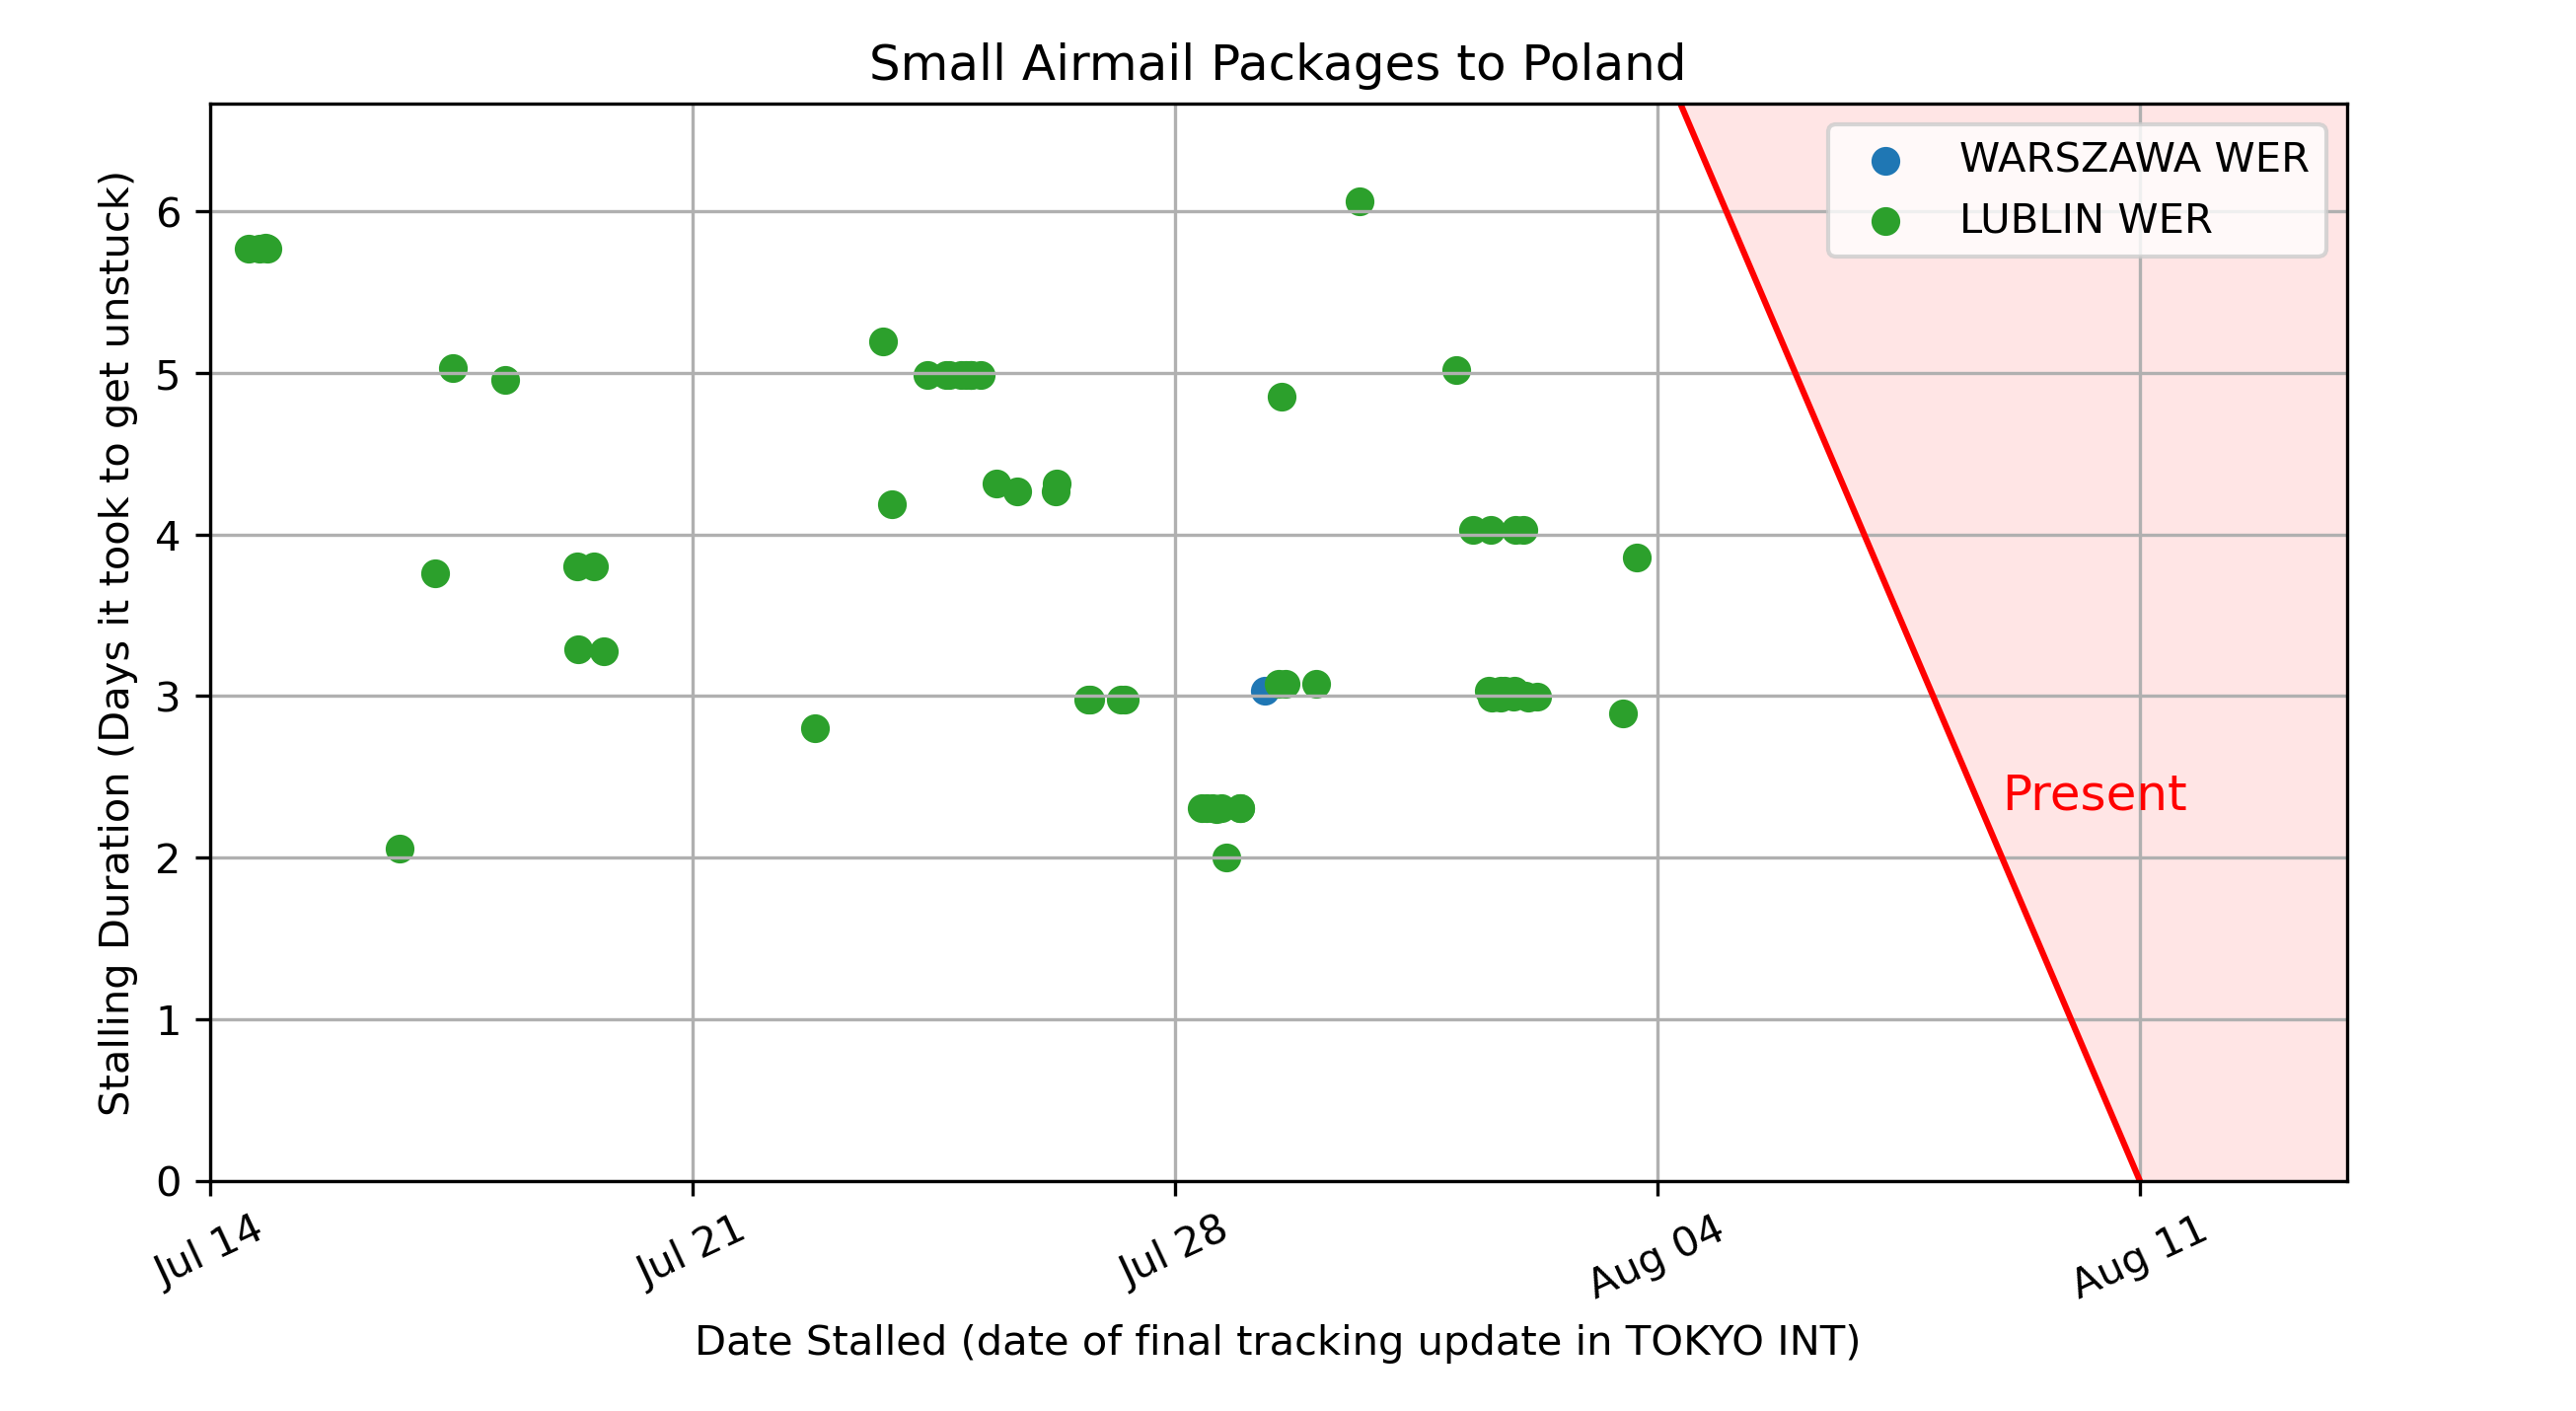 Small Airmail Packages to Poland
Stalling Duration (Days it took to get unstuck)
6
5
4
3
2
1
0
WARSZAWA WER
LUBLIN WER
Present
Jul 14
Jul 21
Jul 28
Aug 04
Aug 11
Date Stalled (date of final tracking update in TOKYO INT)